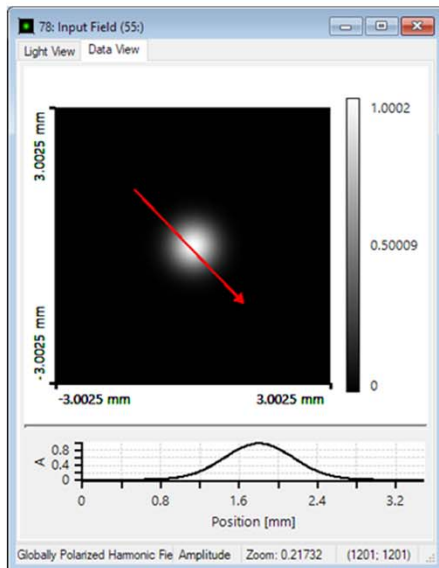 78: Input Field (55:)
Light View Data View
3.0025 mm
-3.0025 mm
-3.0025 mm 3.0025 mm
1.0002
0.50009
0
A
0.8
0.4
0
0 0.8 1.6 2.4 3.2
Position [mm]
Globally Polarized Harmonic Fie Amplitude Zoom: 0.21732 (1201; 1201)